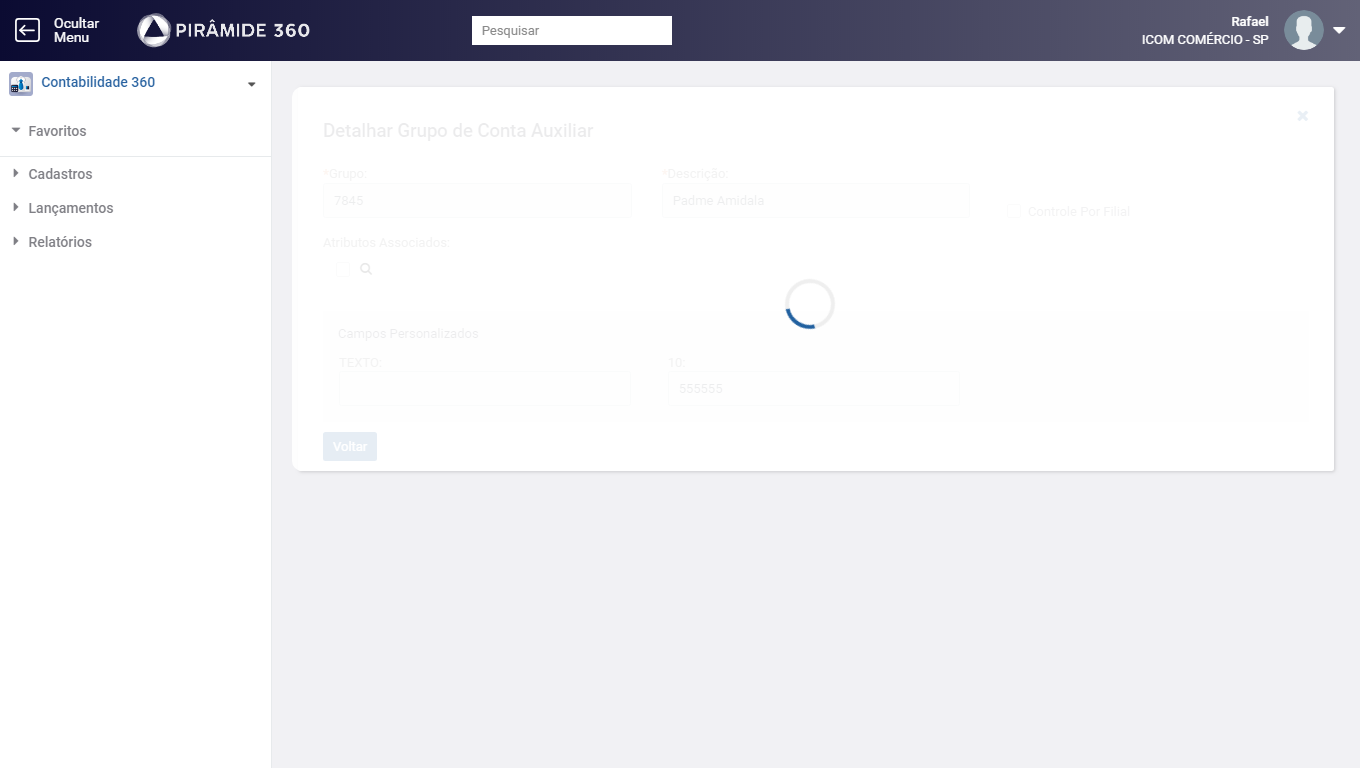 Ocultar
Menu
PIRÂMIDE 360
Pesquisar
Rafael
ICOM COMÉRCIO - SP
Contabilidade 360
Favoritos
Cadastros
Lançamentos
Relatórios
Detalhar Grupo de Conta Auxiliar
*Grupo:
*Descrição:
7845
Padme Amidala
Controle Por Filial
Atributos Associados:
Campos Personalizados
TEXTO:
10:
555555
Voltar